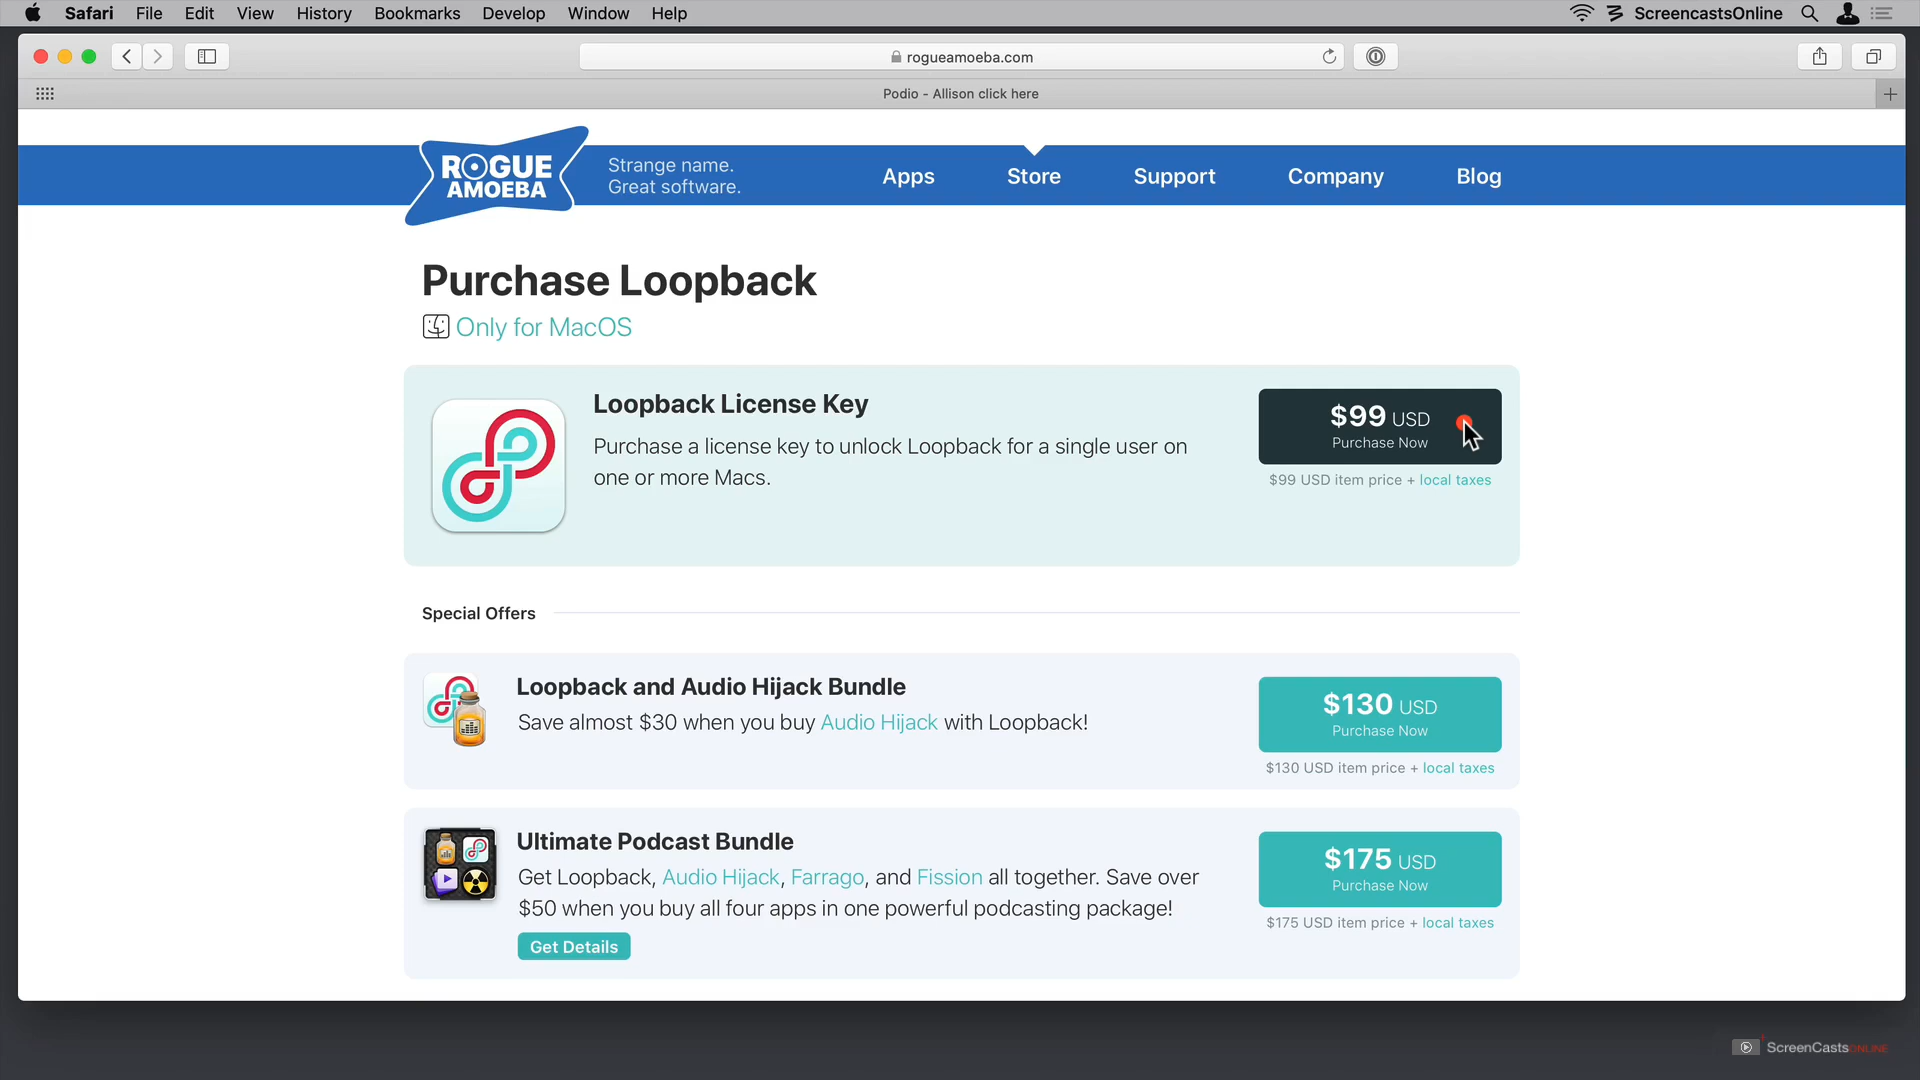 Safari File Edit View History Bookmarks Develop Window Help ScreencastsOnline
rogueamoeba.com
Podio - Allison click here
ROGUE
AMOEBA
Strange name.
Great software.
Apps Store Support Company Blog
Purchase Loopback
Only for MacOS
Loopback License Key
Purchase a license key to unlock Loopback for a single user on
one or more Macs.
$99 USD
Purchase Now
$99 USD item price + local taxes
Special Offers
Loopback and Audio Hijack Bundle
Save almost $30 when you buy Audio Hijack with Loopback!
$130 USD
Purchase Now
$130 USD item price + local taxes
Ultimate Podcast Bundle
Get Loopback, Audio Hijack, Farrago, and Fission all together. Save over
$50 when you buy all four apps in one powerful podcasting package!
Get Details
$175 USD
Purchase Now
$175 USD item price + local taxes
ScreenCastsONLINE